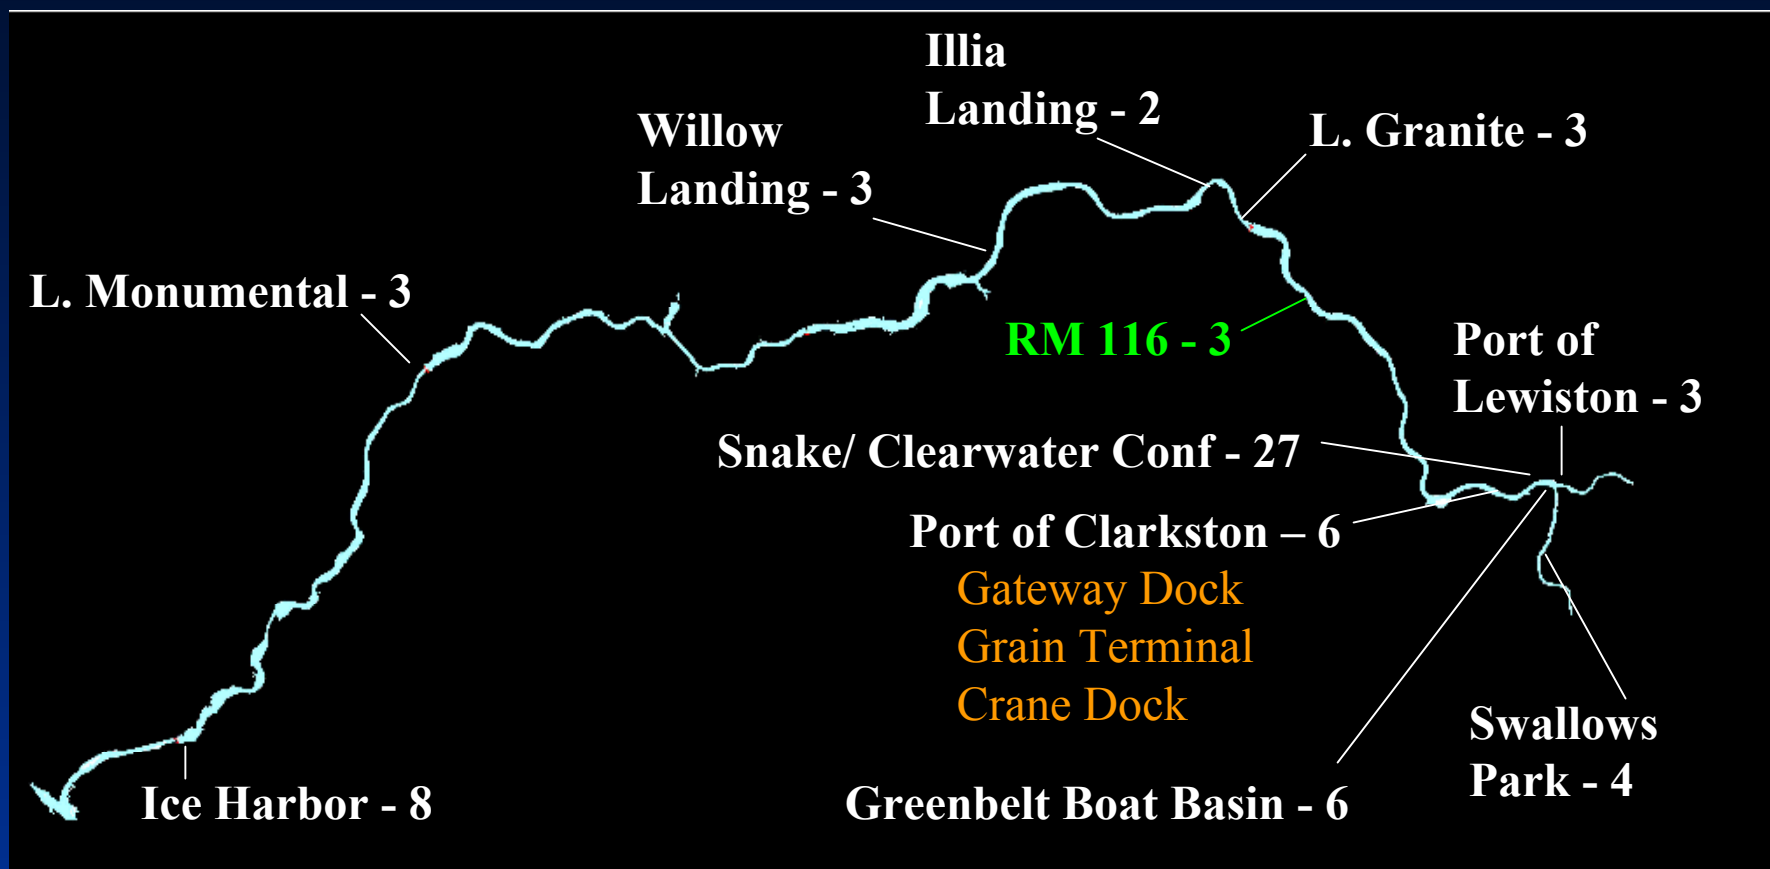 Illia
Landing - 2
Willow
Landing - 3
L. Granite - 3
L. Monumental - 3
RM 116 - 3
Port of
Lewiston - 3
Snake/ Clearwater Conf - 27
Port of Clarkston – 6
Gateway Dock
Grain Terminal
Crane Dock
Swallows
Park - 4
Ice Harbor - 8
Greenbelt Boat Basin - 6